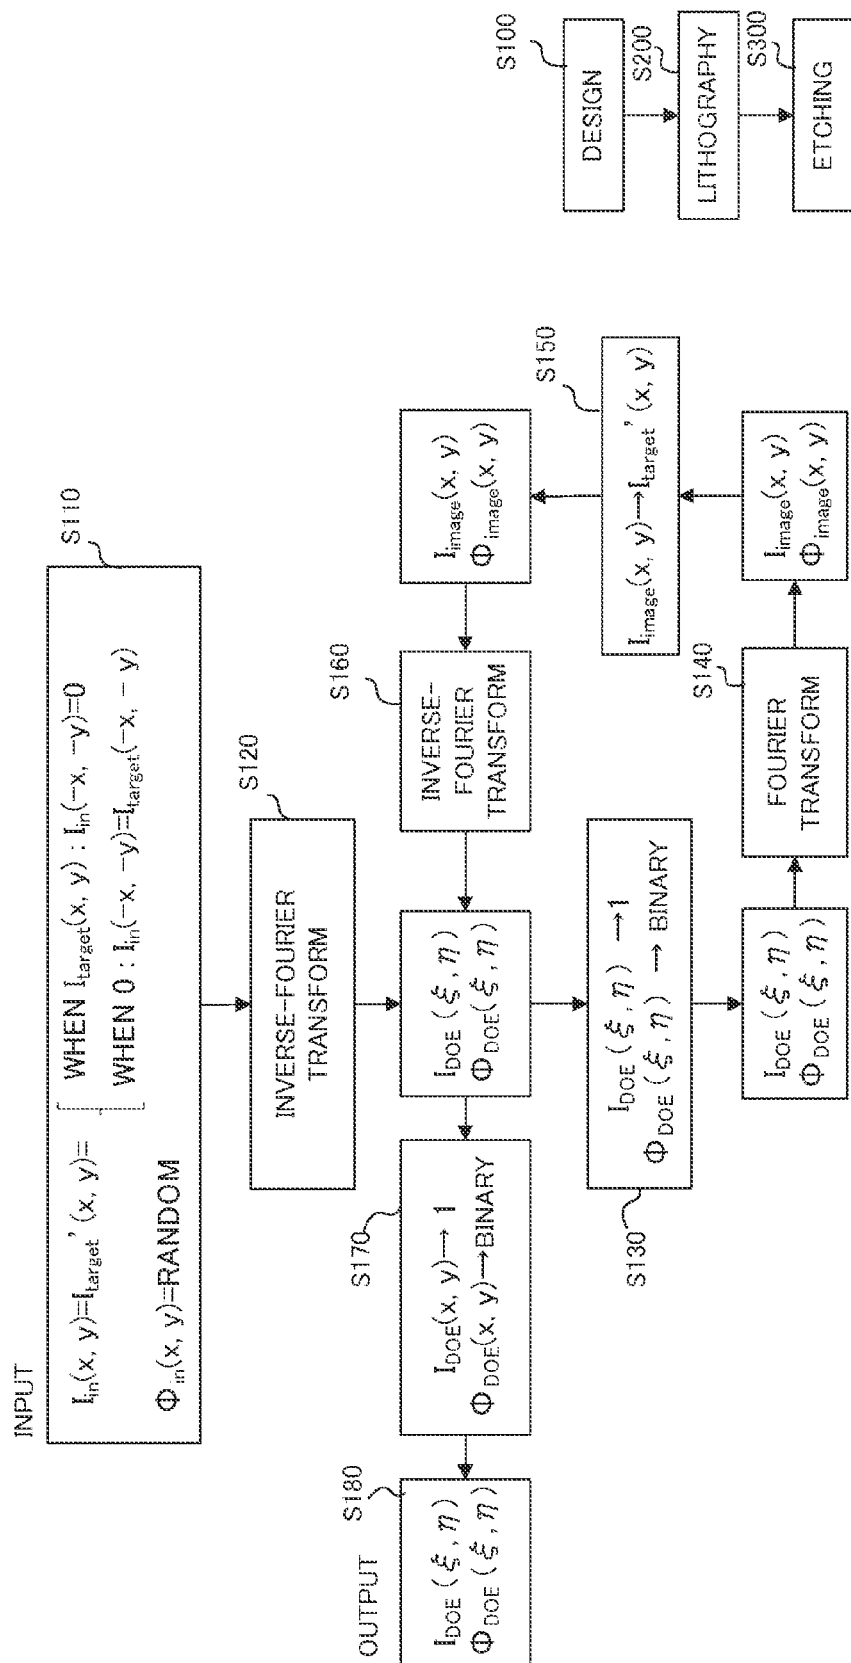 INPUT
S110
I_in(x, y)=I_target’(x, y)=
WHEN I_target(x, y) : I_in(−x, −y)=0
WHEN 0 : I_in(−x, −y)=I_target(−x, −y)
Φ_in(x, y)=RANDOM
S120
INVERSE-FOURIER
TRANSFORM
OUTPUT
S180
I_DOE(ξ, η)
Φ_DOE(ξ, η)
S170
I_DOE(x, y)→1
Φ_DOE(x, y)→BINARY
I_DOE(ξ, η)
Φ_DOE(ξ, η)
S160
INVERSE-
FOURIER
TRANSFORM
I_image(x, y)
Φ_image(x, y)
S130
I_DOE(ξ, η)→1
Φ_DOE(ξ, η)→BINARY
S150
I_image(x, y)→I_target’(x, y)
I_DOE(ξ, η)
Φ_DOE(ξ, η)
S140
FOURIER
TRANSFORM
I_image(x, y)
Φ_image(x, y)
S100
DESIGN
S200
LITHOGRAPHY
S300
ETCHING